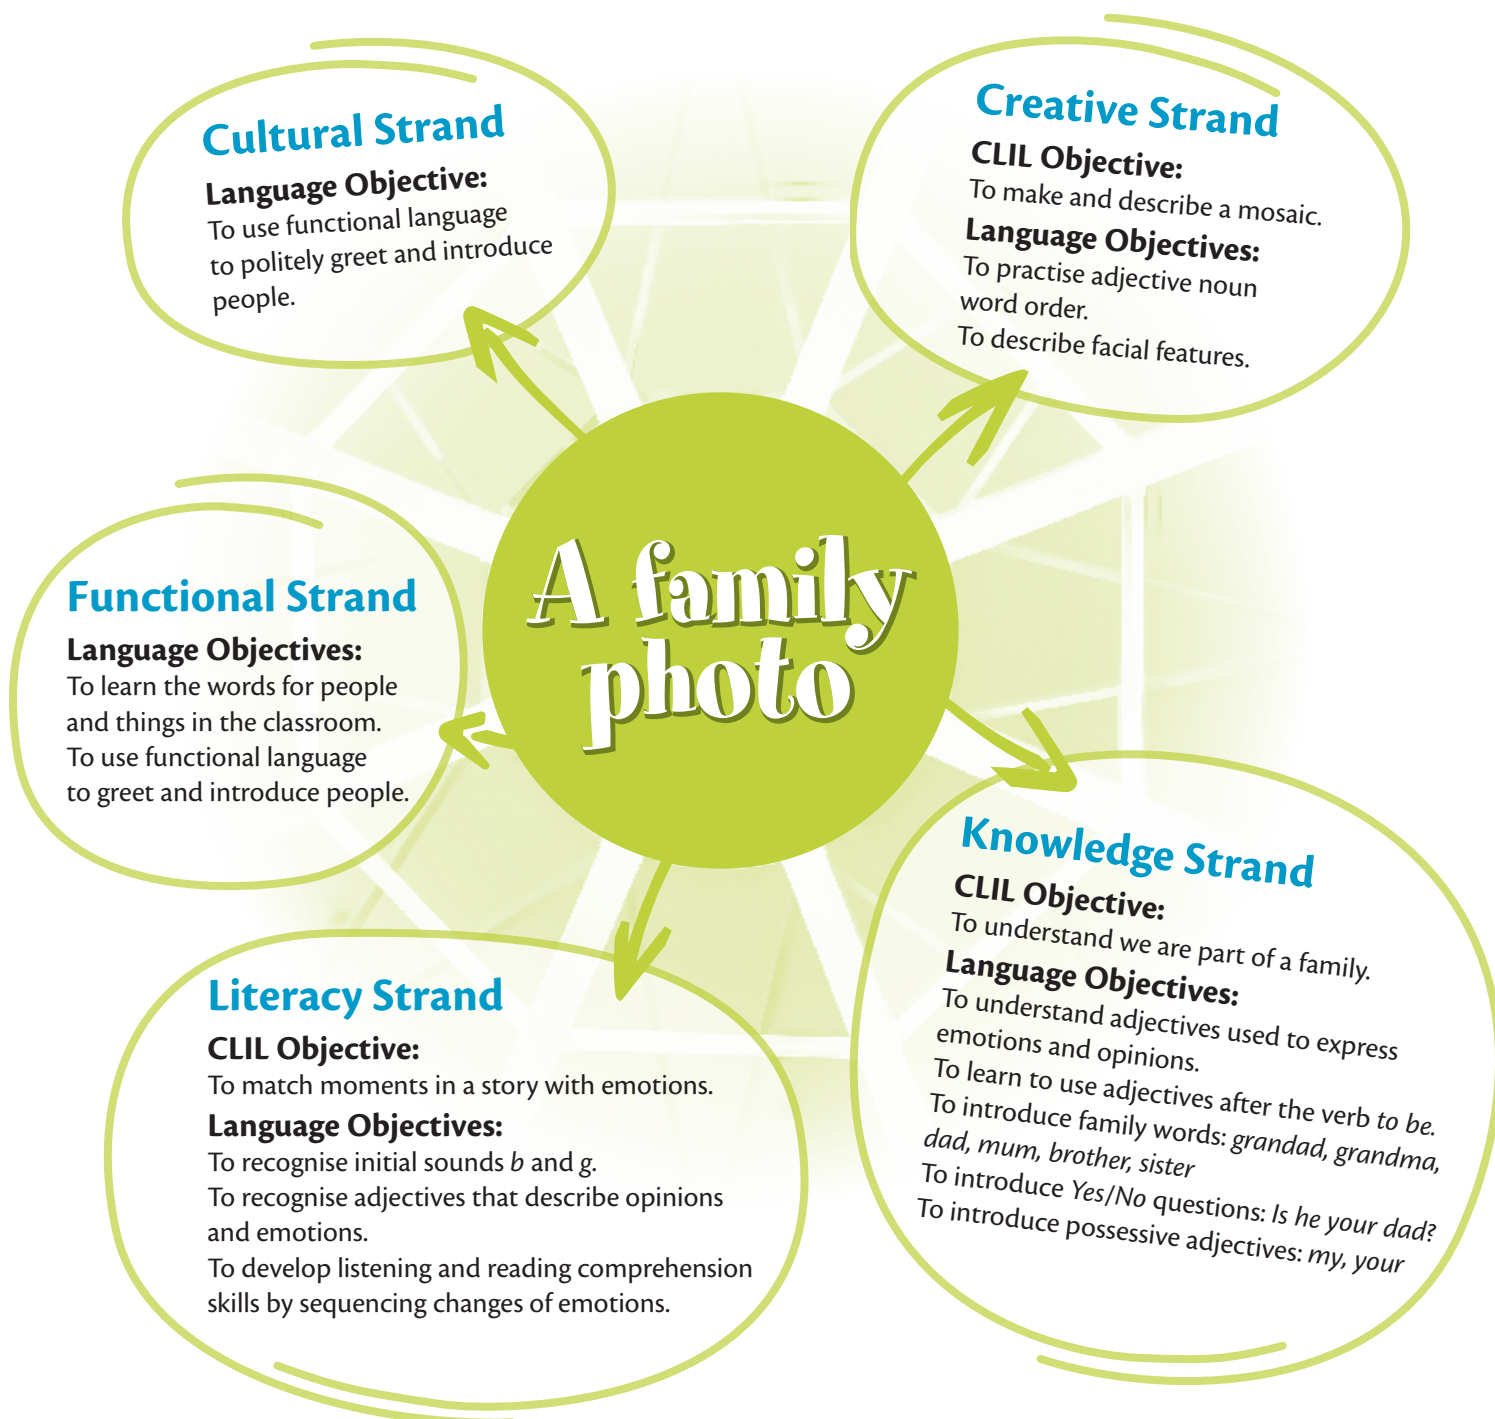 Cultural Strand
Language Objective:
To use functional language
to politely greet and introduce
people.
Creative Strand
CLIL Objective:
To make and describe a mosaic.
Language Objectives:
To practise adjective noun
word order.
To describe facial features.
A family
photo
Functional Strand
Language Objectives:
To learn the words for people
and things in the classroom.
To use functional language
to greet and introduce people.
Knowledge Strand
CLIL Objective:
To understand we are part of a family.
Language Objectives:
To understand adjectives used to express
emotions and opinions.
To learn to use adjectives after the verb to be.
To introduce family words: grandad, grandma,
dad, mum, brother, sister
To introduce Yes/No questions: Is he your dad?
To introduce possessive adjectives: my, your
Literacy Strand
CLIL Objective:
To match moments in a story with emotions.
Language Objectives:
To recognise initial sounds b and g.
To recognise adjectives that describe opinions
and emotions.
To develop listening and reading comprehension
skills by sequencing changes of emotions.